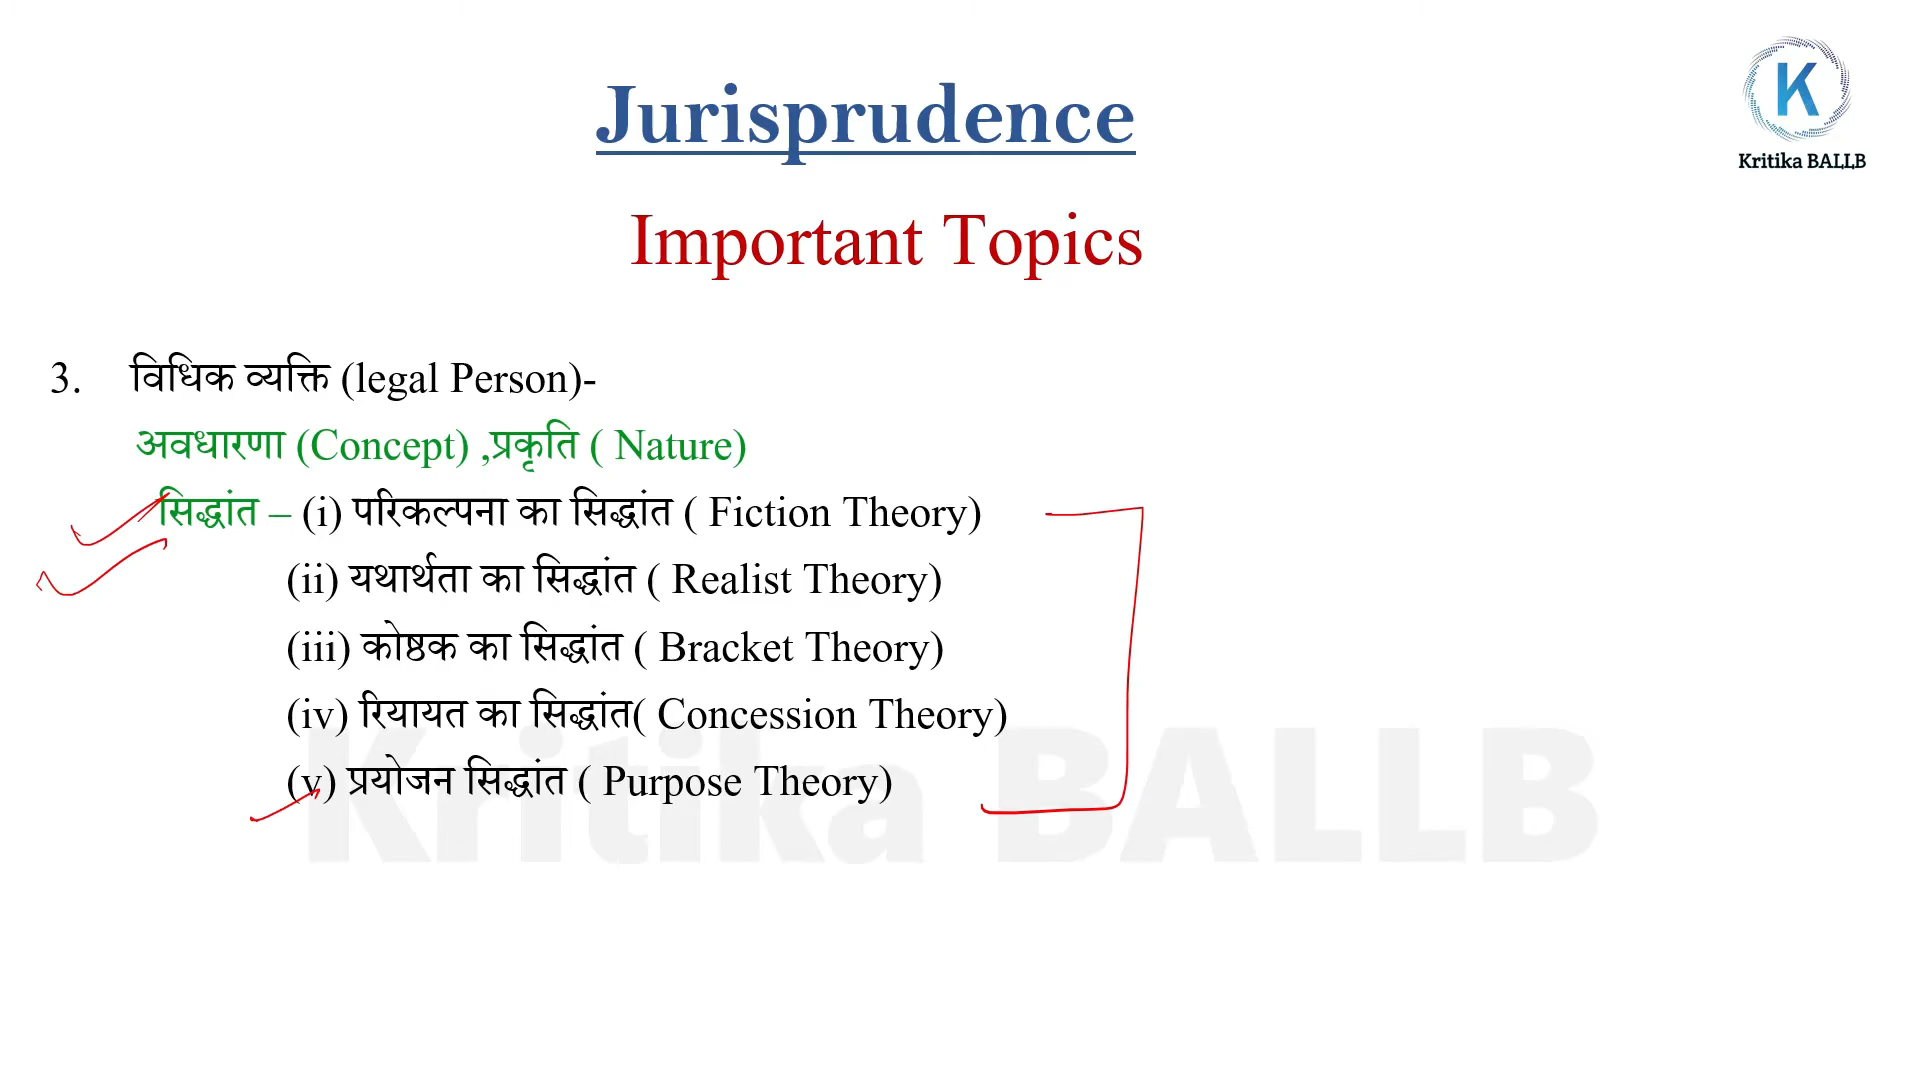 Jurisprudence
K
Kritika BALLB
Important Topics
3. विधिक व्यक्ति (legal Person)-
अवधारणा (Concept) ,प्रकृति ( Nature)
सिद्धांत – (i) परिकल्पना का सिद्धांत ( Fiction Theory)
(ii) यथार्थता का सिद्धांत ( Realist Theory)
(iii) कोष्ठक का सिद्धांत ( Bracket Theory)
(iv) रियायत का सिद्धांत( Concession Theory)
(v) प्रयोजन सिद्धांत ( Purpose Theory)
Kritika BALLB